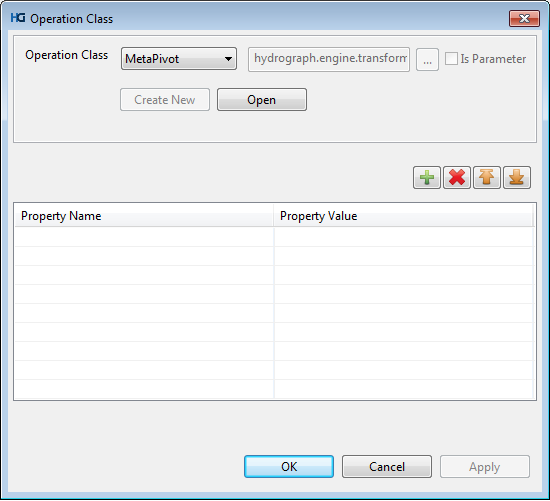 HG Operation Class
Operation Class MetaPivot hydrograph.engine.transform ... Is Parameter
Create New Open
Property Name Property Value
OK Cancel Apply